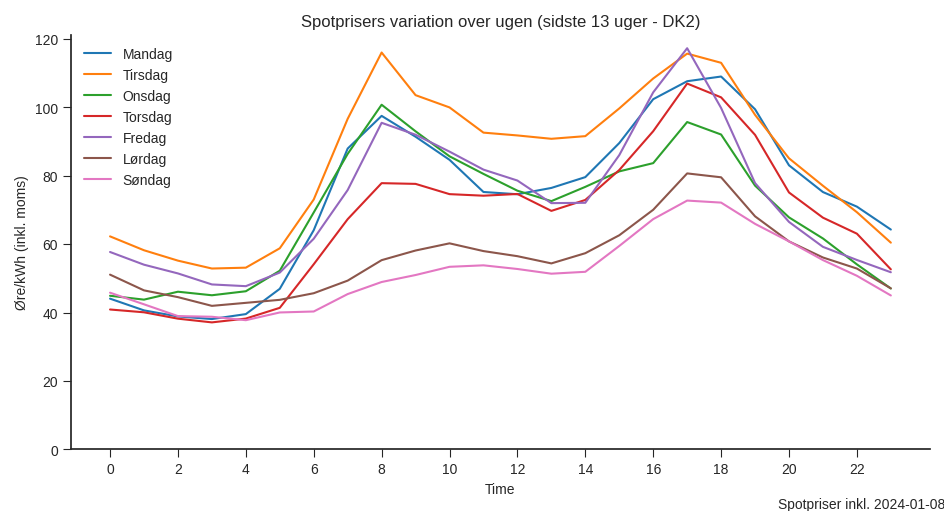 Spotprisers variation over ugen (sidste 13 uger - DK2)
Øre/kWh (inkl. moms)
120
100
80
60
40
20
0
Mandag
Tirsdag
Onsdag
Torsdag
Fredag
Lørdag
Søndag
0 2 4 6 8 10 12 14 16 18 20 22
Time
Spotpriser inkl. 2024-01-08